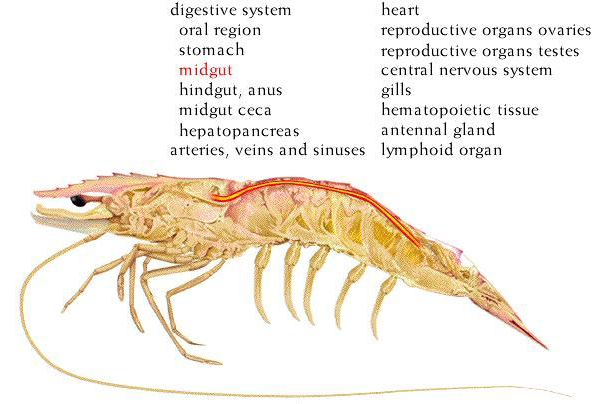 digestive system
oral region
stomach
midgut
hindgut, anus
midgut ceca
hepatopancreas
arteries, veins and sinuses
heart
reproductive organs ovaries
reproductive organs testes
central nervous system
gills
hematopoietic tissue
antennal gland
lymphoid organ